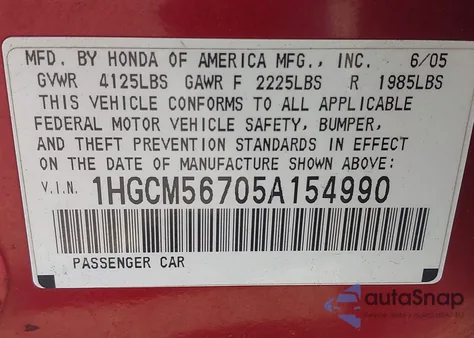 MFD. BY HONDA OF AMERICA MFG., INC. 6/05
GVWR 4125LBS GAWR F 2225LBS R 1985LBS
THIS VEHICLE CONFORMS TO ALL APPLICABLE
FEDERAL MOTOR VEHICLE SAFETY, BUMPER,
AND THEFT PREVENTION STANDARDS IN EFFECT
ON THE DATE OF MANUFACTURE SHOWN ABOVE:
V.I.N. 1HGCM56705A154990
PASSENGER CAR
autoSnap